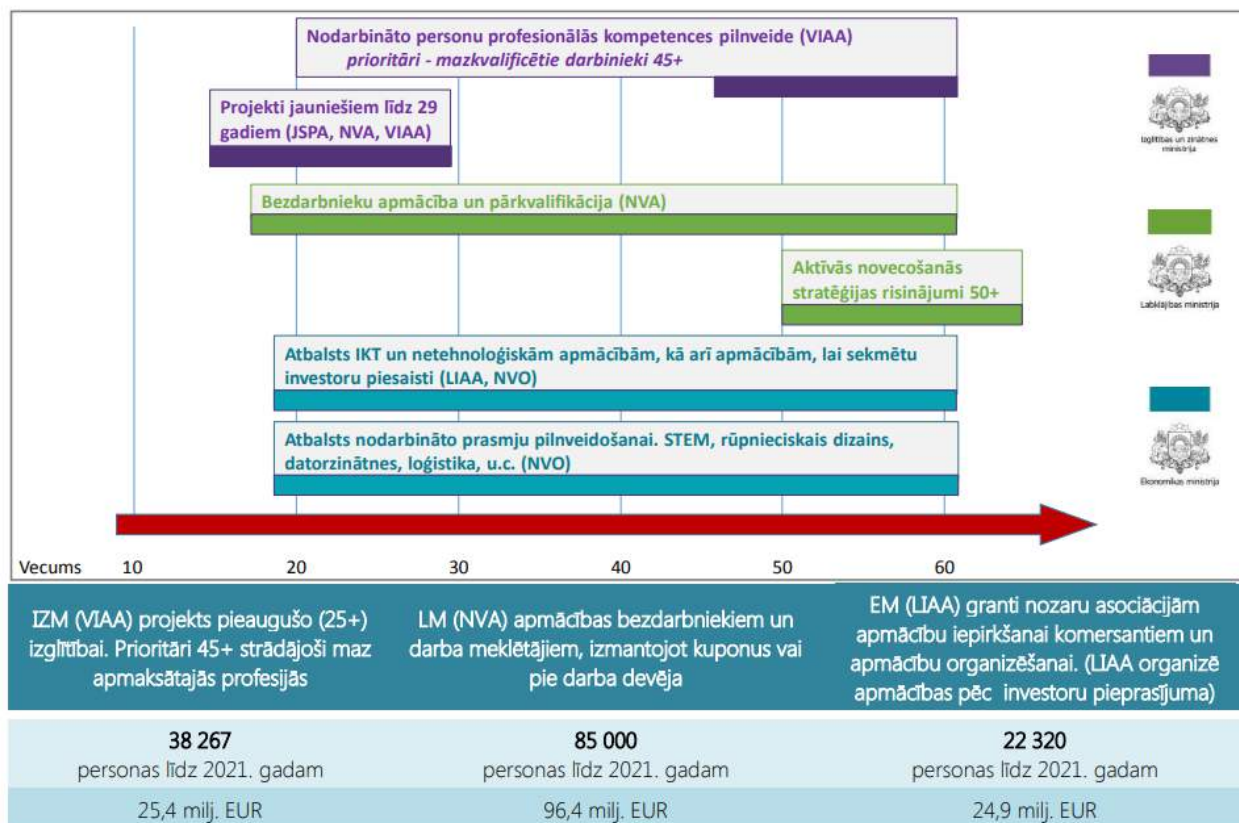 Nodarbināto personu profesionālās kompetences pilnveide (VIAA)
prioritāri - mazkvalificētie darbinieki 45+
Projekti jauniešiem līdz 29
gadiem (JSPA, NVA, VIAA)
Izglītības un zinātnes
ministrija
Bezdarbnieku apmācība un pārkvalifikācija (NVA)
Aktīvās novecošanās
stratēģijas risinājumi 50+
Labklājības ministrija
Atbalsts IKT un netehnoloģiskām apmācībām, kā arī apmācībām, lai sekmētu
investoru piesaisti (LIAA, NVO)
Atbalsts nodarbināto prasmju pilnveidošanai. STEM, rūpnieciskais dizains,
datorzinātnes, loģistika, u.c. (NVO)
Ekonomikas ministrija
Vecums 10 20 30 40 50 60
IZM (VIAA) projekts pieaugušo (25+)
izglītībai. Prioritāri 45+ strādājoši maz
apmaksātajās profesijās
LM (NVA) apmācības bezdarbniekiem un
darba meklētājiem, izmantojot kuponus vai
pie darba devēja
EM (LIAA) granti nozaru asociācijām
apmācību iepirkšanai komersantiem un
apmācību organizēšanai. (LIAA organizē
apmācības pēc investoru pieprasījuma)
38 267
personas līdz 2021. gadam
85 000
personas līdz 2021. gadam
22 320
personas līdz 2021. gadam
25,4 milj. EUR
96,4 milj. EUR
24,9 milj. EUR